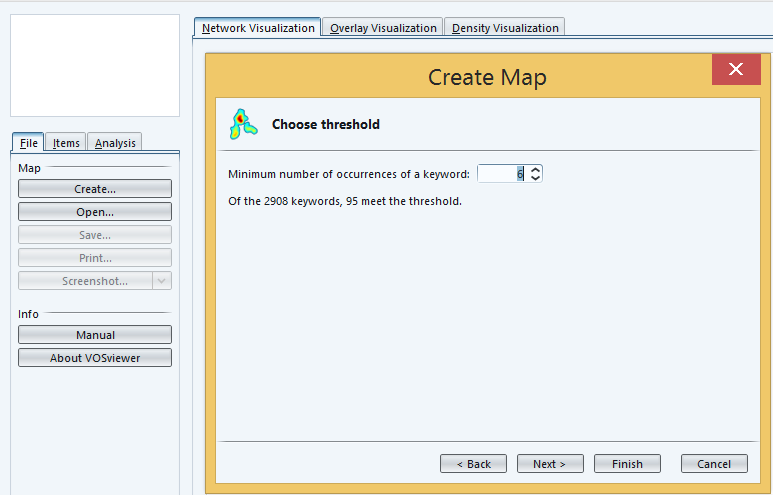 Network Visualization
Overlay Visualization
Density Visualization
Create Map
Choose threshold
File
Items
Analysis
Map
Minimum number of occurrences of a keyword: 6
Create...
Of the 2908 keywords, 95 meet the threshold.
Open...
Save...
Print...
Screenshot...
Info
Manual
About VOSviewer
< Back
Next >
Finish
Cancel